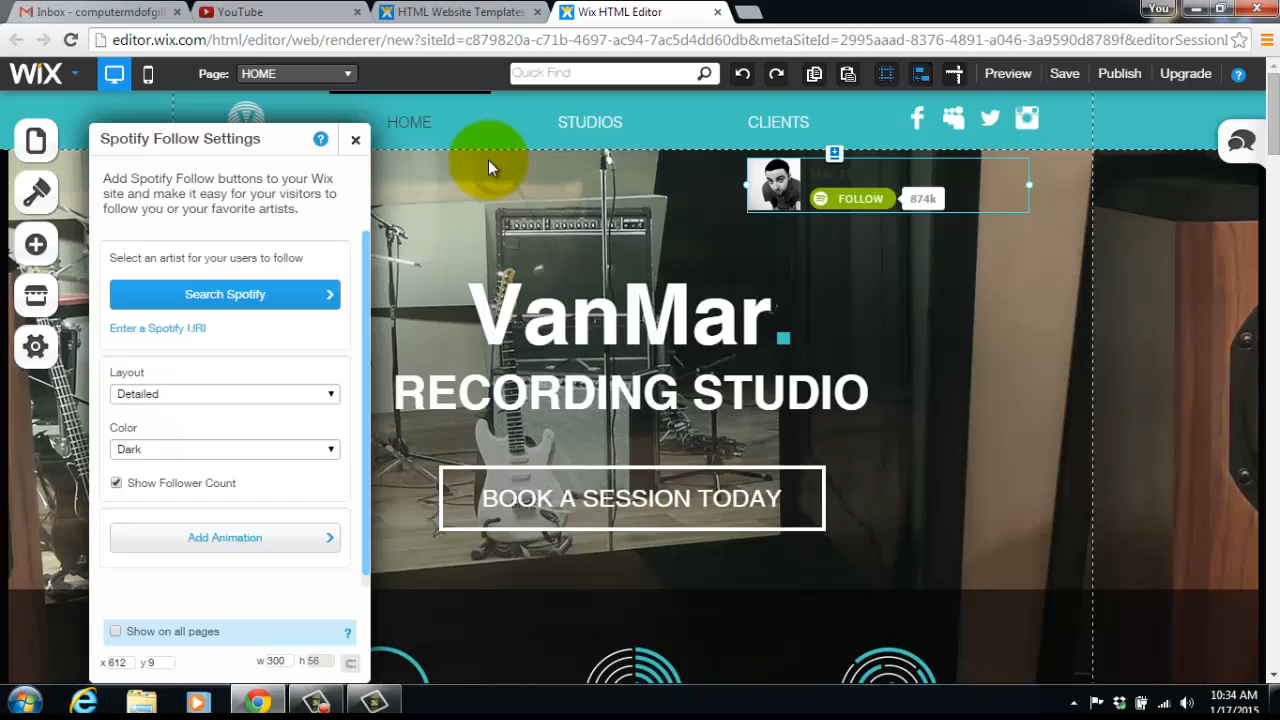 Inbox - computermdofgill
YouTube
HTML Website Templates
Wix HTML Editor
You
editor.wix.com/html/editor/web/renderer/new?siteId=c879820a-c71b-4697-ac94-7ac5d4dd60db&metaSiteId=2995aaad-8376-4891-a046-3a9590d8789f&editorSessionI
WiX
Page:
HOME
Quick Find
Preview
Save
Publish
Upgrade
?
HOME
STUDIOS
CLIENTS
Spotify Follow Settings
?
Add Spotify Follow buttons to your Wix
site and make it easy for your visitors to
follow you or your favorite artists.
FOLLOW
874k
Select an artist for your users to follow
Search Spotify
Enter a Spotify URI
Layout
Detailed
Color
Dark
Show Follower Count
Add Animation
Show on all pages
?
x 612
y 9
w 300
h 56
VanMar.
RECORDING STUDIO
BOOK A SESSION TODAY
10:34 AM
1/17/2015